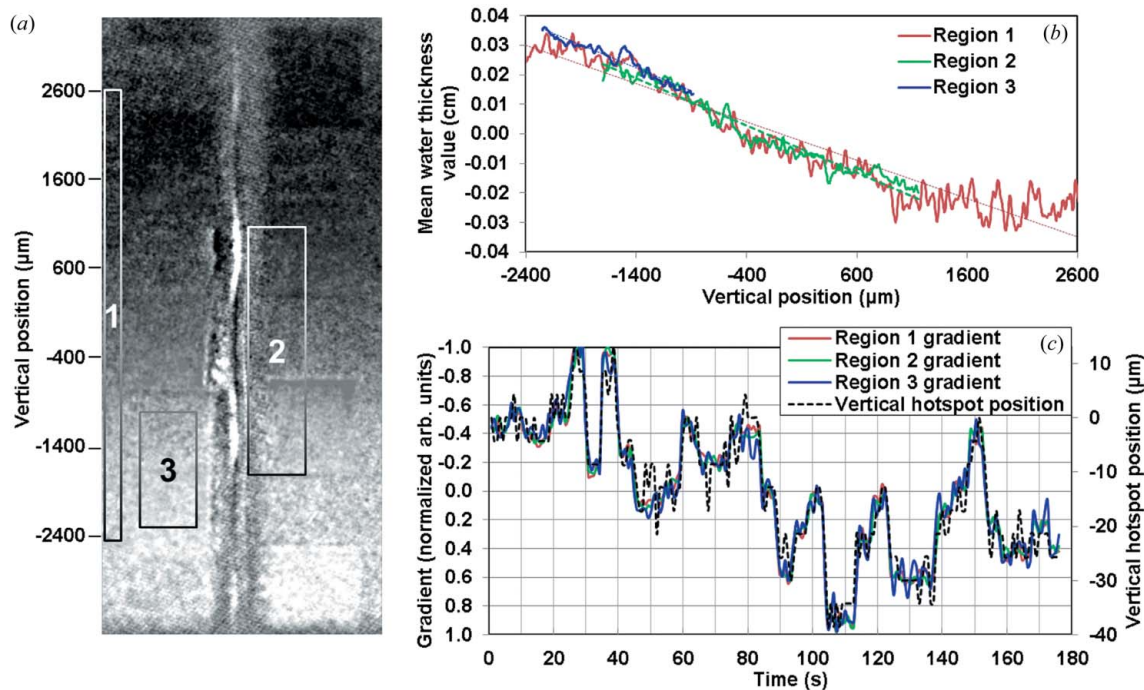 (a)
Vertical position (µm)
2600
1600
600
-400
-1400
-2400
1
2
3
(b)
Mean water thickness
value (cm)
0.04
0.03
0.02
0.01
0.00
-0.01
-0.02
-0.03
-0.04
Region 1
Region 2
Region 3
-2400 -1400 -400 600 1600 2600
Vertical position (µm)
(c)
Gradient (normalized arb. units)
-1.0
-0.8
-0.6
-0.4
-0.2
0.0
0.2
0.4
0.6
0.8
1.0
Region 1 gradient
Region 2 gradient
Region 3 gradient
Vertical hotspot position
10
0
-10
-20
-30
-40
Vertical hotspot position (µm)
0 20 40 60 80 100 120 140 160 180
Time (s)